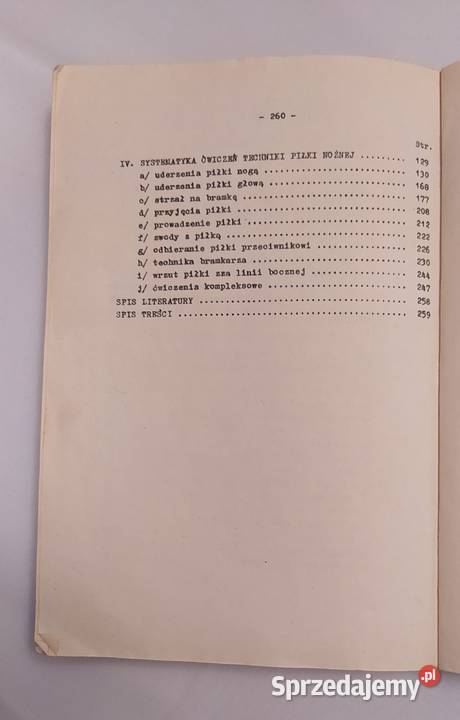 - 260 -
Str.
IV. SYSTEMATYKA ĆWICZEŃ TECHNIKI PIŁKI NOŻNEJ ......... 129
a/ uderzenia piłki nogą ..................... 130
b/ uderzenia piłki głową .................... 168
c/ strzał na bramkę ......................... 177
d/ przyjęcia piłki .......................... 208
e/ prowadzenie piłki ........................ 212
f/ zwody z piłką ............................ 222
g/ odbieranie piłki przeciwnikowi ........... 226
h/ technika bramkarza ....................... 230
i/ wrzut piłki zza linii bocznej ............ 244
j/ ćwiczenia kompleksowe .................... 247
SPIS LITERATURY ................................. 258
SPIS TREŚCI ..................................... 259
Sprzedajemy.pl